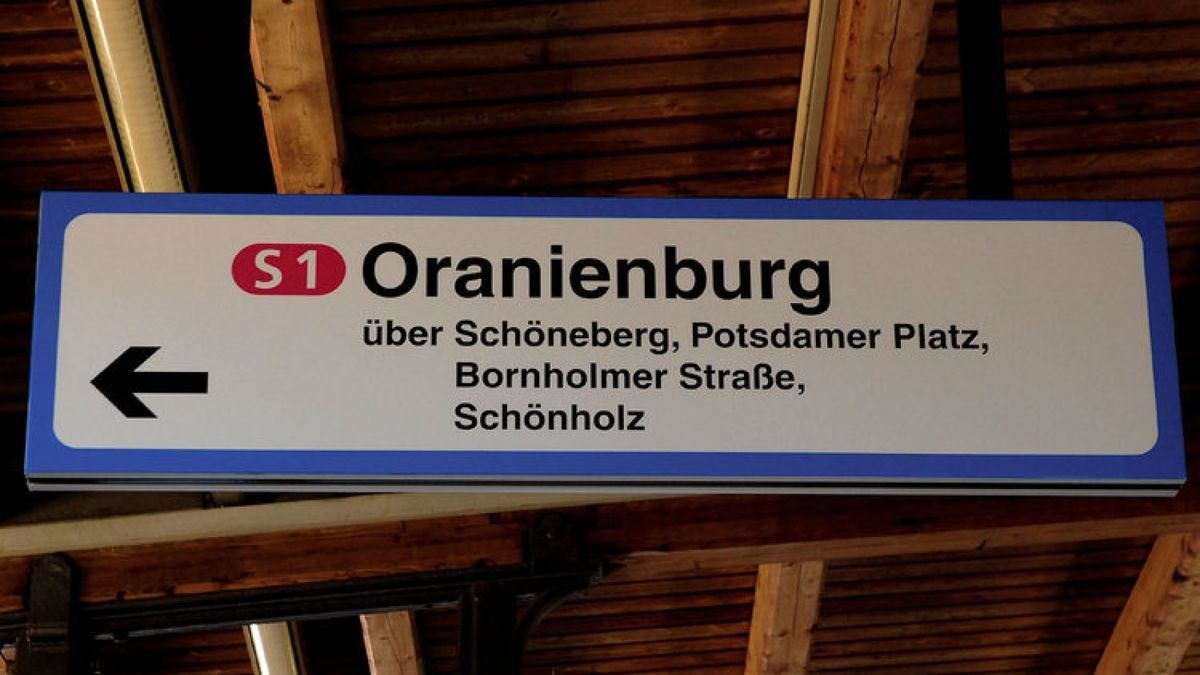 S1 Oranienburg
über Schöneberg, Potsdamer Platz,
Bornholmer Straße,
Schönholz